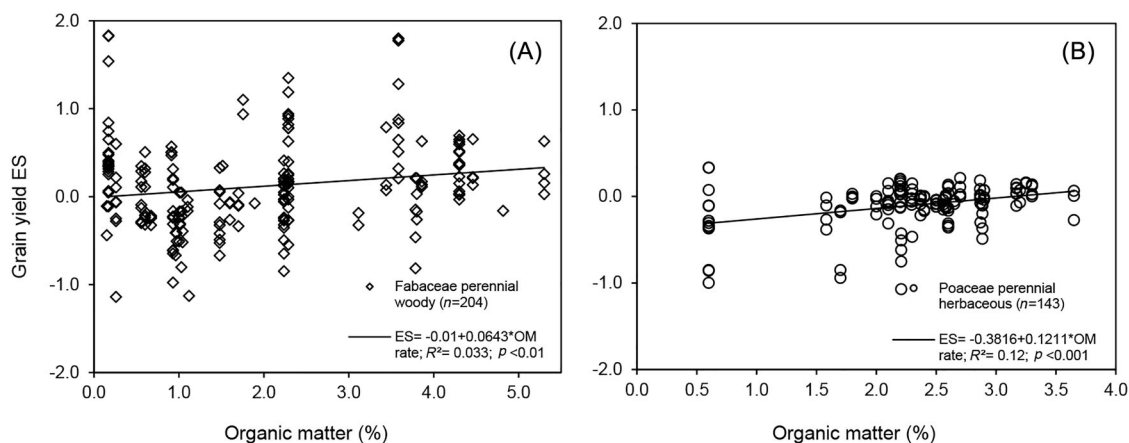 (A)
Grain yield ES
2.0
1.0
0.0
-1.0
-2.0
Fabaceae perennial
woody (n=204)
ES= -0.01+0.0643*OM
rate; R²= 0.033; p <0.01
0.0 1.0 2.0 3.0 4.0 5.0
Organic matter (%)
(B)
2.0
1.0
0.0
-1.0
-2.0
Poaceae perennial
herbaceous (n=143)
ES= -0.3816+0.1211*OM
rate; R²= 0.12; p <0.001
0.0 0.5 1.0 1.5 2.0 2.5 3.0 3.5 4.0
Organic matter (%)